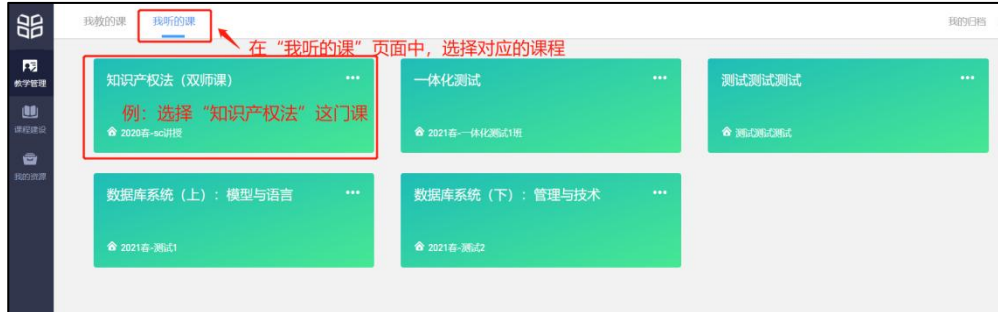 我教的课 我听的课 我的归档
在“我听的课”页面中，选择对应的课程
教学管理
课程建设
我的资源
知识产权法（双师课） ···
例：选择“知识产权法”这门课
2020春-sc讲授
一体化测试 ···
2021春-一体化测试1班
测试测试测试 ···
测试测试测试
数据库系统（上）：模型与语言 ···
2021春-测试1
数据库系统（下）：管理与技术 ···
2021春-测试2